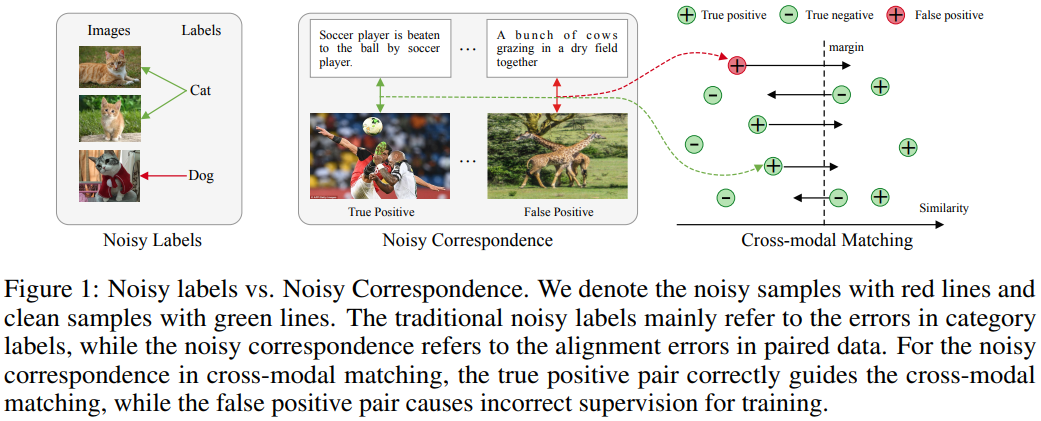 Images Labels
Cat
Dog
Noisy Labels
Soccer player is beaten
to the ball by soccer
player.
...
A bunch of cows
grazing in a dry field
together
...
True Positive
False Positive
Noisy Correspondence
True positive True negative False positive
margin
Similarity
Cross-modal Matching
Figure 1: Noisy labels vs. Noisy Correspondence. We denote the noisy samples with red lines and
clean samples with green lines. The traditional noisy labels mainly refer to the errors in category
labels, while the noisy correspondence refers to the alignment errors in paired data. For the noisy
correspondence in cross-modal matching, the true positive pair correctly guides the cross-modal
matching, while the false positive pair causes incorrect supervision for training.